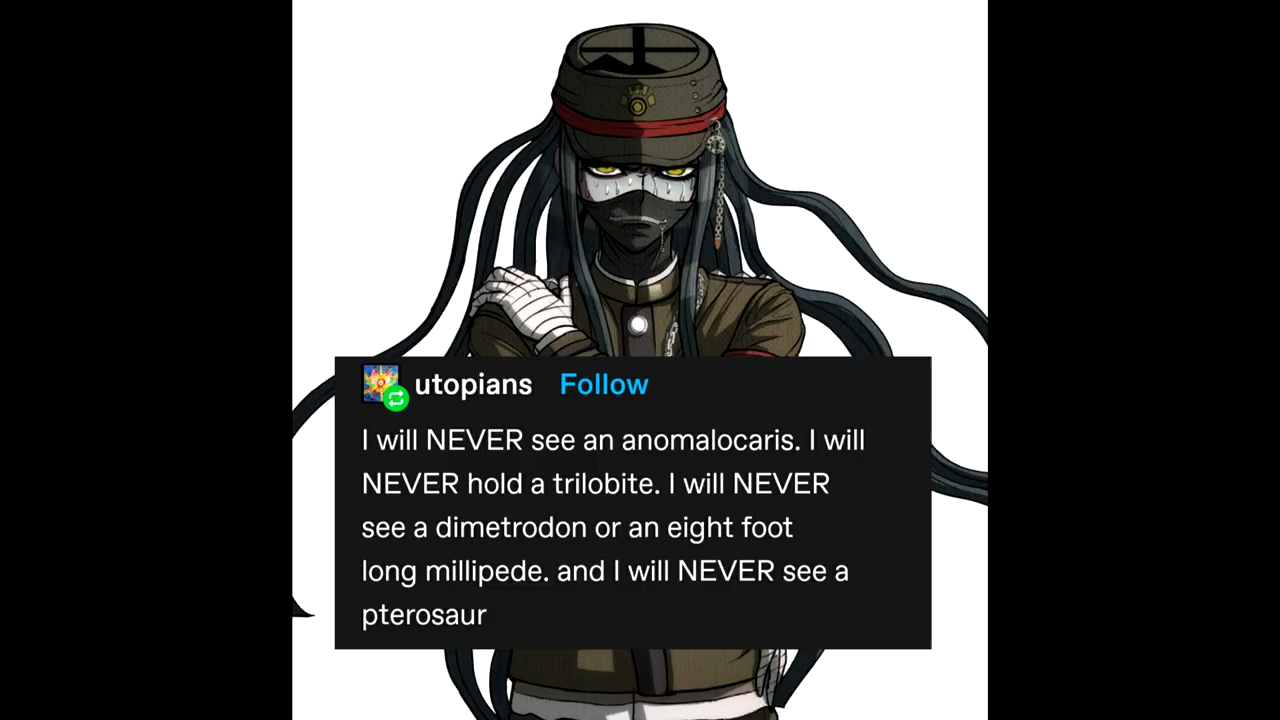 utopians Follow
I will NEVER see an anomalocaris. I will
NEVER hold a trilobite. I will NEVER
see a dimetrodon or an eight foot
long millipede. and I will NEVER see a
pterosaur